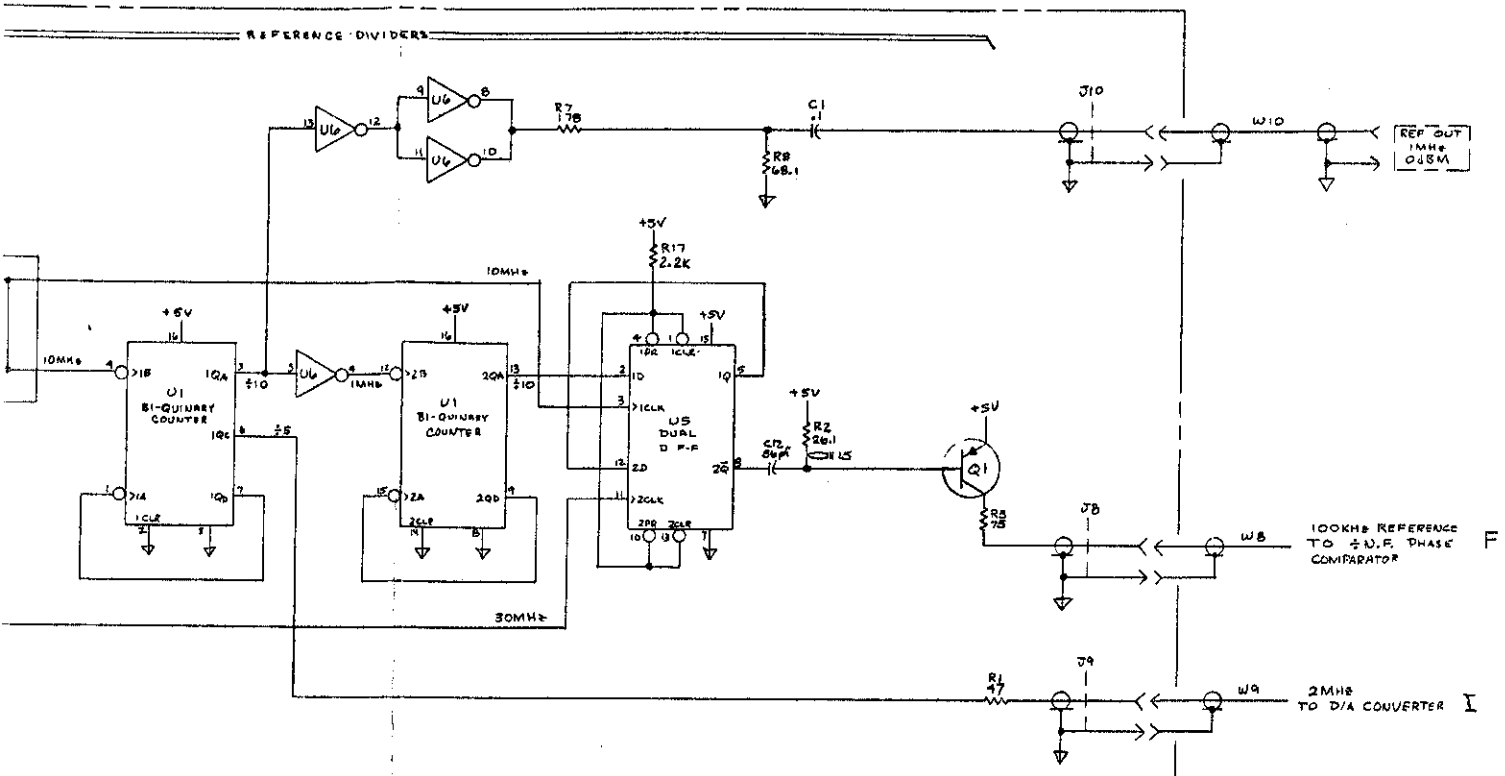 REFERENCE DIVIDERS
9
U6
8
13
U6
12
11
U6
10
R7
178
C1
.1
R8
68.1
J10
W10
REF OUT
1MHz
0dBM
+5V
R17
2.2K
10MHz
+5V
16
10MHz
4
>1B
1QA
3
÷10
U1
BI-QUINARY
COUNTER
1QC
6
÷5
1
>1A
1QD
7
1CLR
2
8
5
U6
4
1MHz
+5V
16
12
>2B
2QA
13
÷10
U1
BI-QUINARY
COUNTER
15
>2A
2QD
9
2CLR
14
8
+5V
4
1
15
1PR
1CLR
2
1D
1Q
5
3
>1CLK
U5
DUAL
D F-F
12
2D
2Q
8
11
>2CLK
2PR
2CLR
10
13
7
30MHz
C12
56pf
+5V
R2
26.1
+5V
Q1
R3
75
J8
W8
100KHz REFERENCE
TO ÷N.F. PHASE
COMPARATOR
F
R1
47
J9
W9
2MHz
TO D/A CONVERTER
I